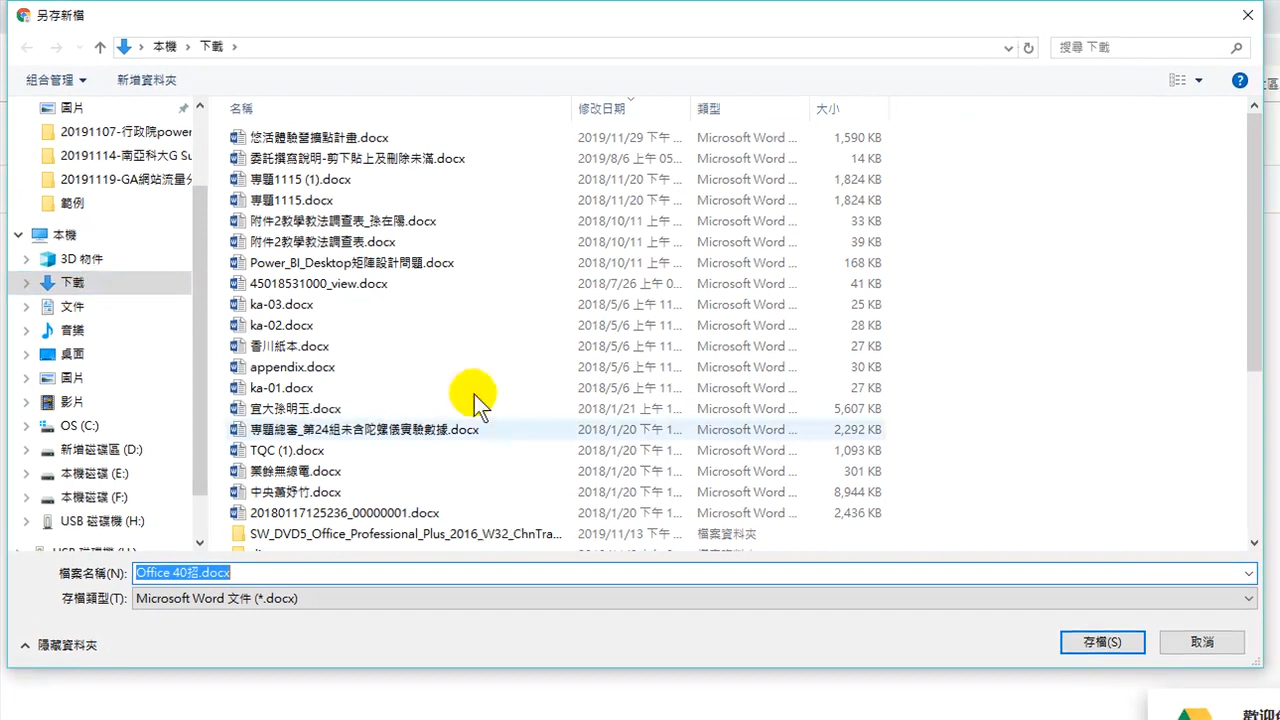 另存新檔
本機 › 下載 ›
搜尋 下載
組合管理
新增資料夾
圖片
20191107-行政院power
20191114-南亞科大G Su
20191119-GA網站流量分
範例
本機
3D 物件
下載
文件
音樂
桌面
圖片
影片
OS (C:)
新增磁碟區 (D:)
本機磁碟 (E:)
本機磁碟 (F:)
USB 磁碟機 (H:)
名稱 修改日期 類型 大小
悠活體驗營擴點計畫.docx 2019/11/29 下午 ... Microsoft Word ... 1,590 KB
委託撰寫說明-剪下貼上及刪除未滿.docx 2019/8/6 上午 05... Microsoft Word ... 14 KB
專題1115 (1).docx 2018/11/20 下午 ... Microsoft Word ... 1,824 KB
專題1115.docx 2018/11/20 下午 ... Microsoft Word ... 1,824 KB
附件2教學教法調查表_孫在陽.docx 2018/10/11 上午 ... Microsoft Word ... 33 KB
附件2教學教法調查表.docx 2018/10/11 上午 ... Microsoft Word ... 39 KB
Power_BI_Desktop矩陣設計問題.docx 2018/10/11 上午 ... Microsoft Word ... 168 KB
45018531000_view.docx 2018/7/26 上午 0... Microsoft Word ... 41 KB
ka-03.docx 2018/5/6 上午 11... Microsoft Word ... 25 KB
ka-02.docx 2018/5/6 上午 11... Microsoft Word ... 28 KB
香川紙本.docx 2018/5/6 上午 11... Microsoft Word ... 27 KB
appendix.docx 2018/5/6 上午 11... Microsoft Word ... 30 KB
ka-01.docx 2018/5/6 上午 11... Microsoft Word ... 27 KB
宜大孫明玉.docx 2018/1/21 上午 1... Microsoft Word ... 5,607 KB
專題總審_第24組未含陀螺儀實驗數據.docx 2018/1/20 下午 1... Microsoft Word ... 2,292 KB
TQC (1).docx 2018/1/20 下午 1... Microsoft Word ... 1,093 KB
業餘無線電.docx 2018/1/20 下午 1... Microsoft Word ... 301 KB
中央蕭妤竹.docx 2018/1/20 下午 1... Microsoft Word ... 8,944 KB
20180117125236_00000001.docx 2018/1/20 下午 1... Microsoft Word ... 2,436 KB
SW_DVD5_Office_Professional_Plus_2016_W32_ChnTra... 2019/11/13 下午 ... 檔案資料夾
檔案名稱(N): Office 40招.docx
存檔類型(T): Microsoft Word 文件 (*.docx)
隱藏資料夾
存檔(S)
取消